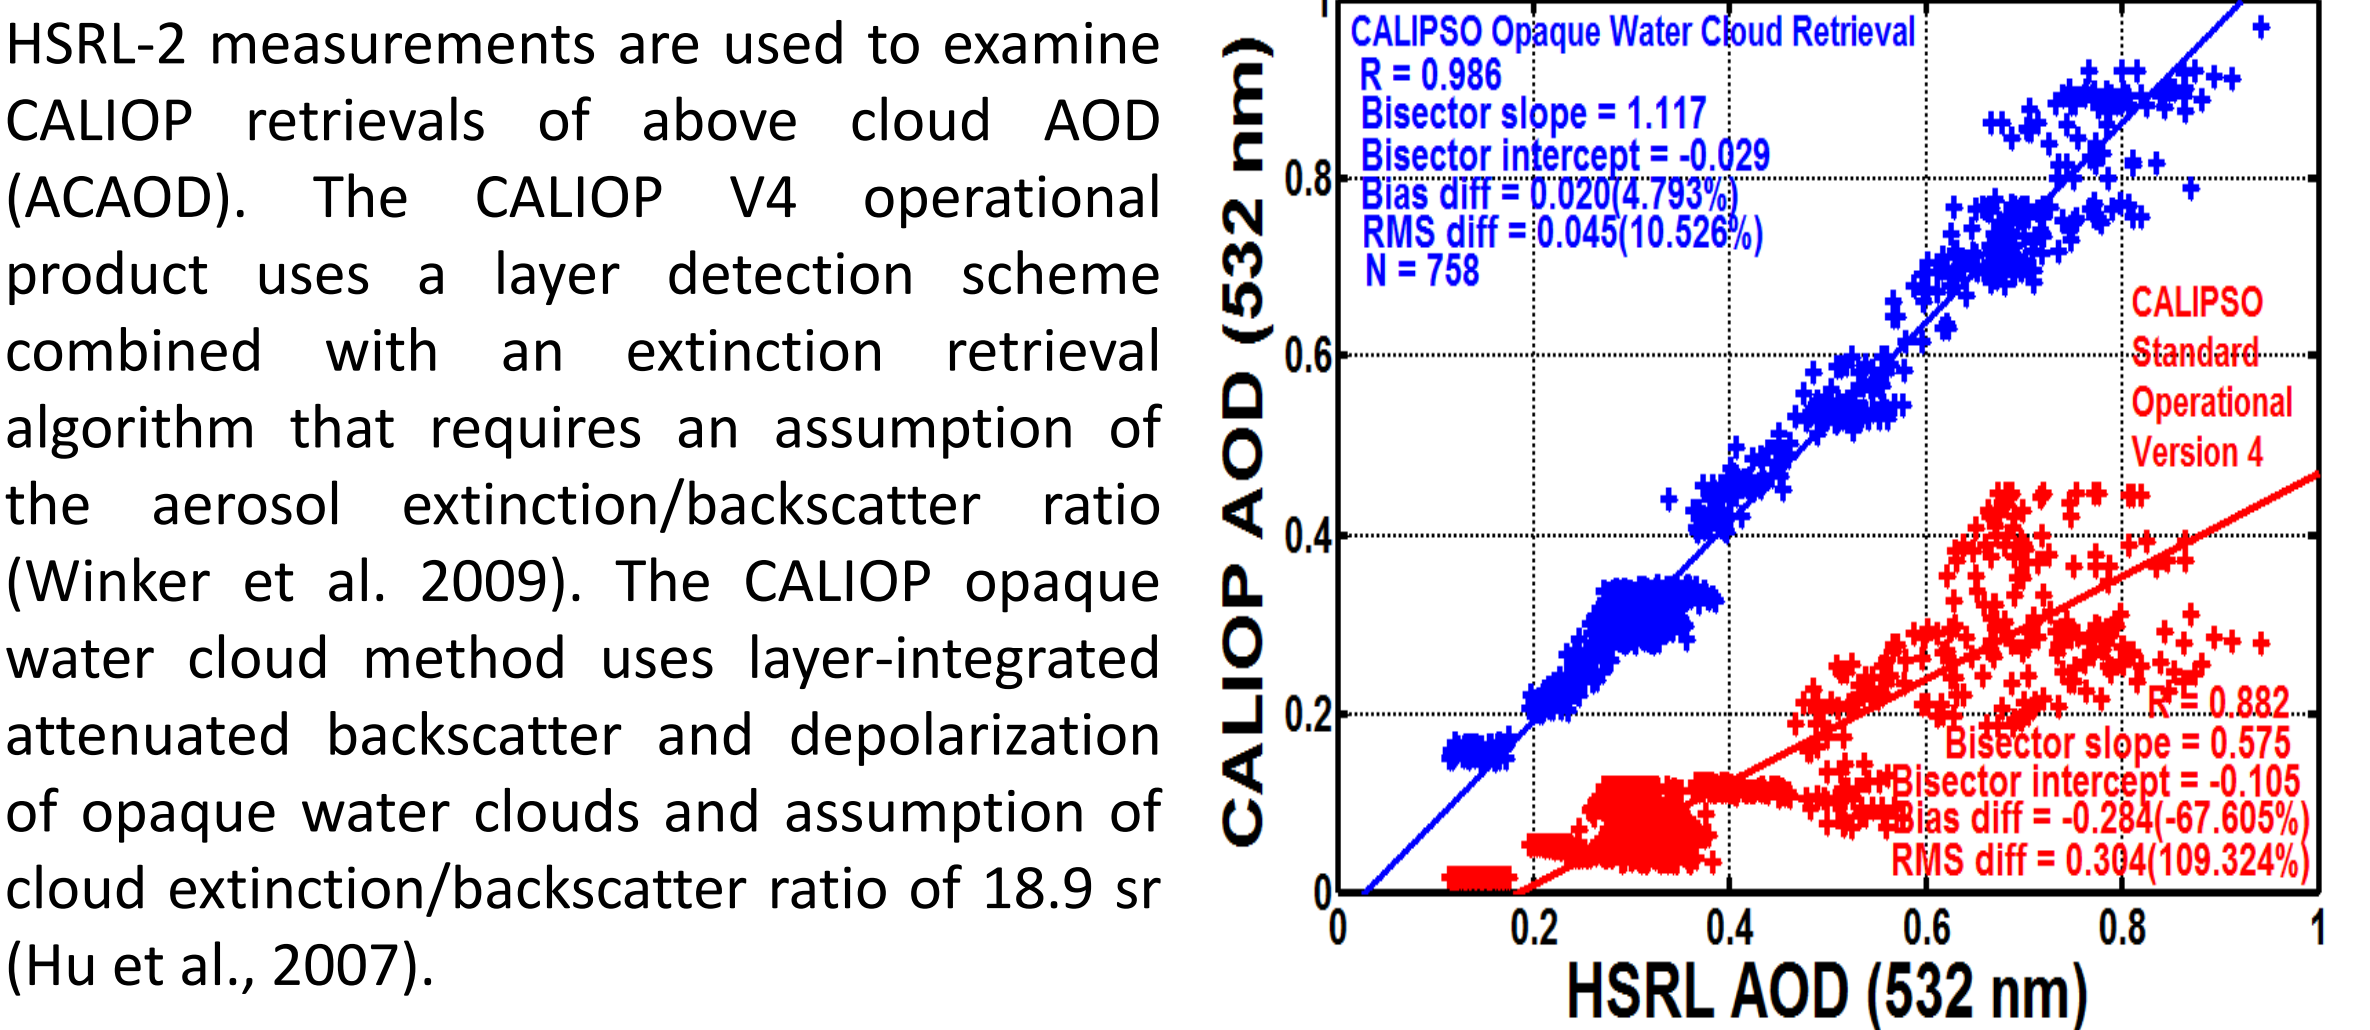 HSRL-2 measurements are used to examine
CALIOP retrievals of above cloud AOD
(ACAOD). The CALIOP V4 operational
product uses a layer detection scheme
combined with an extinction retrieval
algorithm that requires an assumption of
the aerosol extinction/backscatter ratio
(Winker et al. 2009). The CALIOP opaque
water cloud method uses layer-integrated
attenuated backscatter and depolarization
of opaque water clouds and assumption of
cloud extinction/backscatter ratio of 18.9 sr
(Hu et al., 2007).
CALIOP AOD (532 nm)
1
0.8
0.6
0.4
0.2
0
CALIPSO Opaque Water Cloud Retrieval
R = 0.986
Bisector slope = 1.117
Bisector intercept = -0.029
Bias diff = 0.020(4.793%)
RMS diff = 0.045(10.526%)
N = 758
CALIPSO
Standard
Operational
Version 4
R = 0.882
Bisector slope = 0.575
Bisector intercept = -0.105
Bias diff = -0.284(-67.605%)
RMS diff = 0.304(109.324%)
0 0.2 0.4 0.6 0.8 1
HSRL AOD (532 nm)